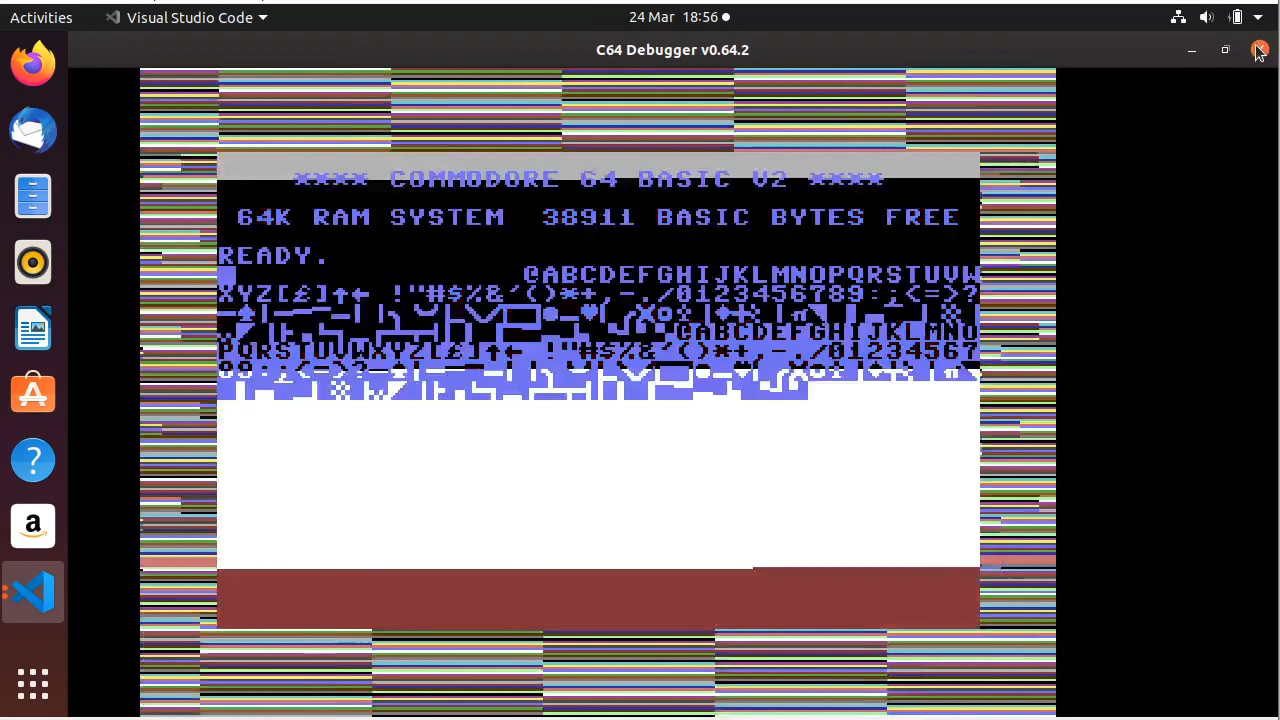 Activities
Visual Studio Code
24 Mar 18:56
C64 Debugger v0.64.2
**** COMMODORE 64 BASIC V2 ****
64K RAM SYSTEM 38911 BASIC BYTES FREE
READY.
@ABCDEFGHIJKLMNOPQRSTUVW
XYZ[£]↑← !"#$%&'()*+,-./0123456789:;<=>?
@ABCDEFGHIJKLMNO
PQRSTUVWXYZ[£]↑← !"#$%&'()*+,-./01234567
89:;<=>?